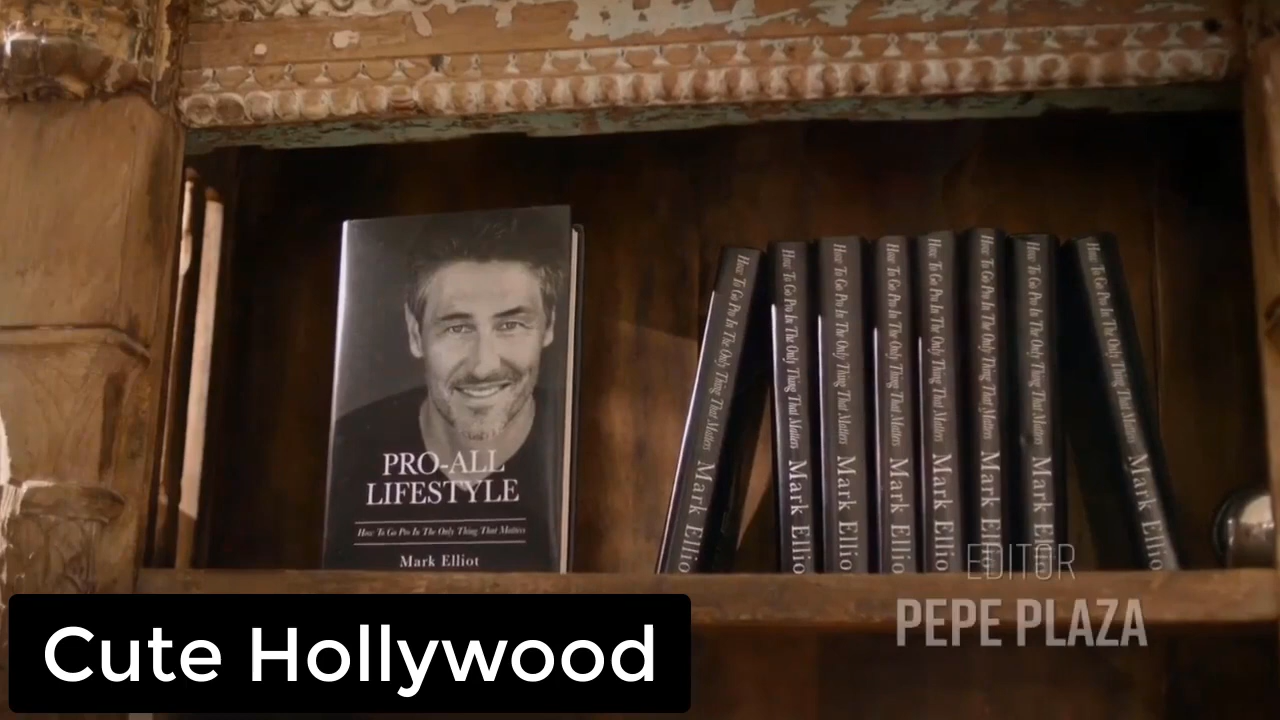 PRO-ALL
LIFESTYLE
How To Go Pro In The Only Thing That Matters
Mark Elliot
How To Go Pro In The Only Thing That Matters Mark Elliot
How To Go Pro In The Only Thing That Matters Mark Elliot
How To Go Pro In The Only Thing That Matters Mark Elliot
How To Go Pro In The Only Thing That Matters Mark Elliot
How To Go Pro In The Only Thing That Matters Mark Elliot
How To Go Pro In The Only Thing That Matters Mark Elliot
How To Go Pro In The Only Thing That Matters Mark Elliot
How To Go Pro In The Only Thing That Matters Mark Elliot
EDITOR
PEPE PLAZA
Cute Hollywood